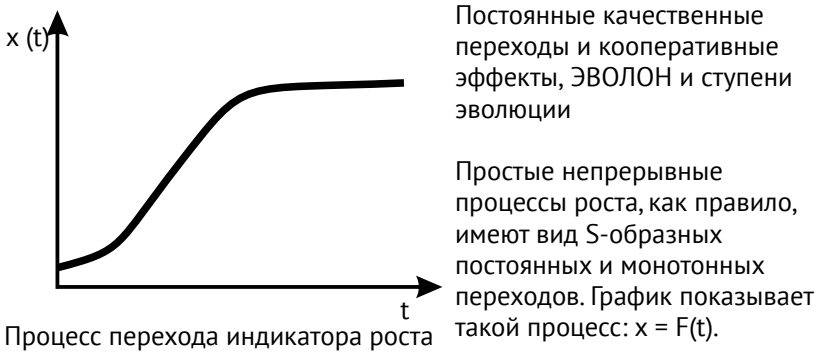 x (t)
t
Процесс перехода индикатора роста
Постоянные качественные
переходы и кооперативные
эффекты, ЭВОЛОН и ступени
эволюции
Простые непрерывные
процессы роста, как правило,
имеют вид S-образных
постоянных и монотонных
переходов. График показывает
такой процесс: x = F(t).